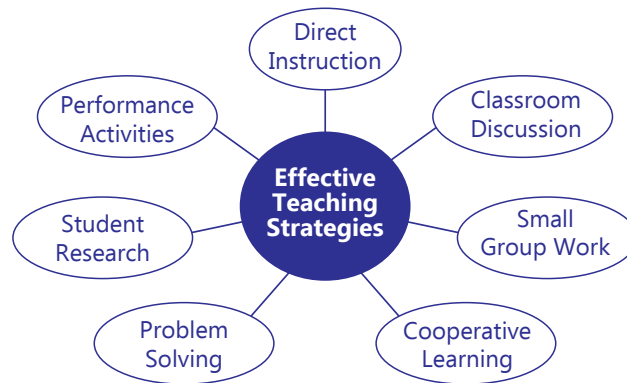 Direct
Instruction
Performance
Activities
Classroom
Discussion
Effective
Teaching
Strategies
Student
Research
Small
Group Work
Problem
Solving
Cooperative
Learning